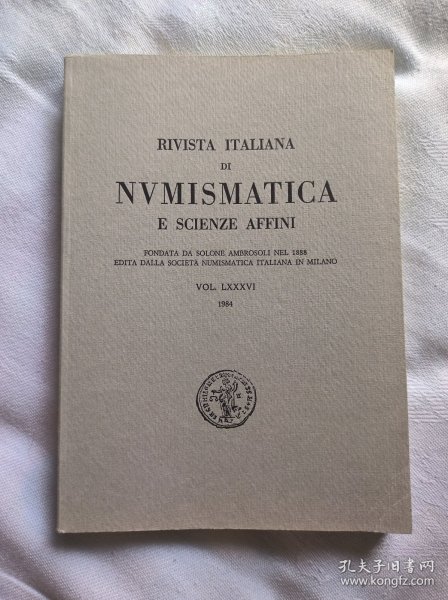 RIVISTA ITALIANA
DI
NVMISMATICA
E SCIENZE AFFINI
FONDATA DA SOLONE AMBROSOLI NEL 1888
EDITA DALLA SOCIETÀ NUMISMATICA ITALIANA IN MILANO
VOL. LXXXVI
1984
孔夫子旧书网
book.kongfz.com